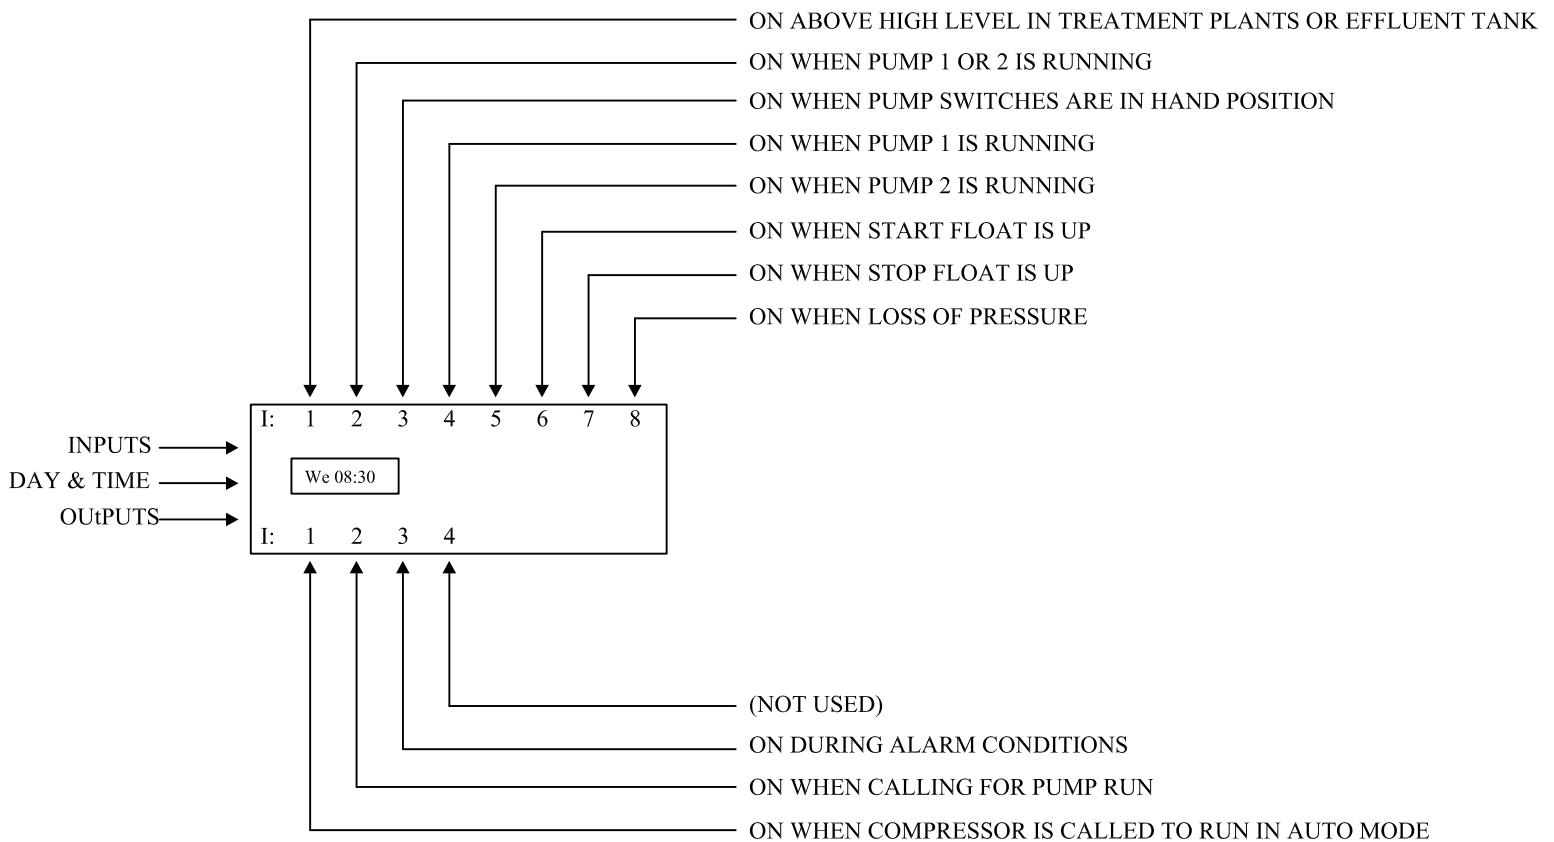 ON ABOVE HIGH LEVEL IN TREATMENT PLANTS OR EFFLUENT TANK
ON WHEN PUMP 1 OR 2 IS RUNNING
ON WHEN PUMP SWITCHES ARE IN HAND POSITION
ON WHEN PUMP 1 IS RUNNING
ON WHEN PUMP 2 IS RUNNING
ON WHEN START FLOAT IS UP
ON WHEN STOP FLOAT IS UP
ON WHEN LOSS OF PRESSURE
I: 1 2 3 4 5 6 7 8
INPUTS
We 08:30
DAY & TIME
OUtPUTS
I: 1 2 3 4
(NOT USED)
ON DURING ALARM CONDITIONS
ON WHEN CALLING FOR PUMP RUN
ON WHEN COMPRESSOR IS CALLED TO RUN IN AUTO MODE